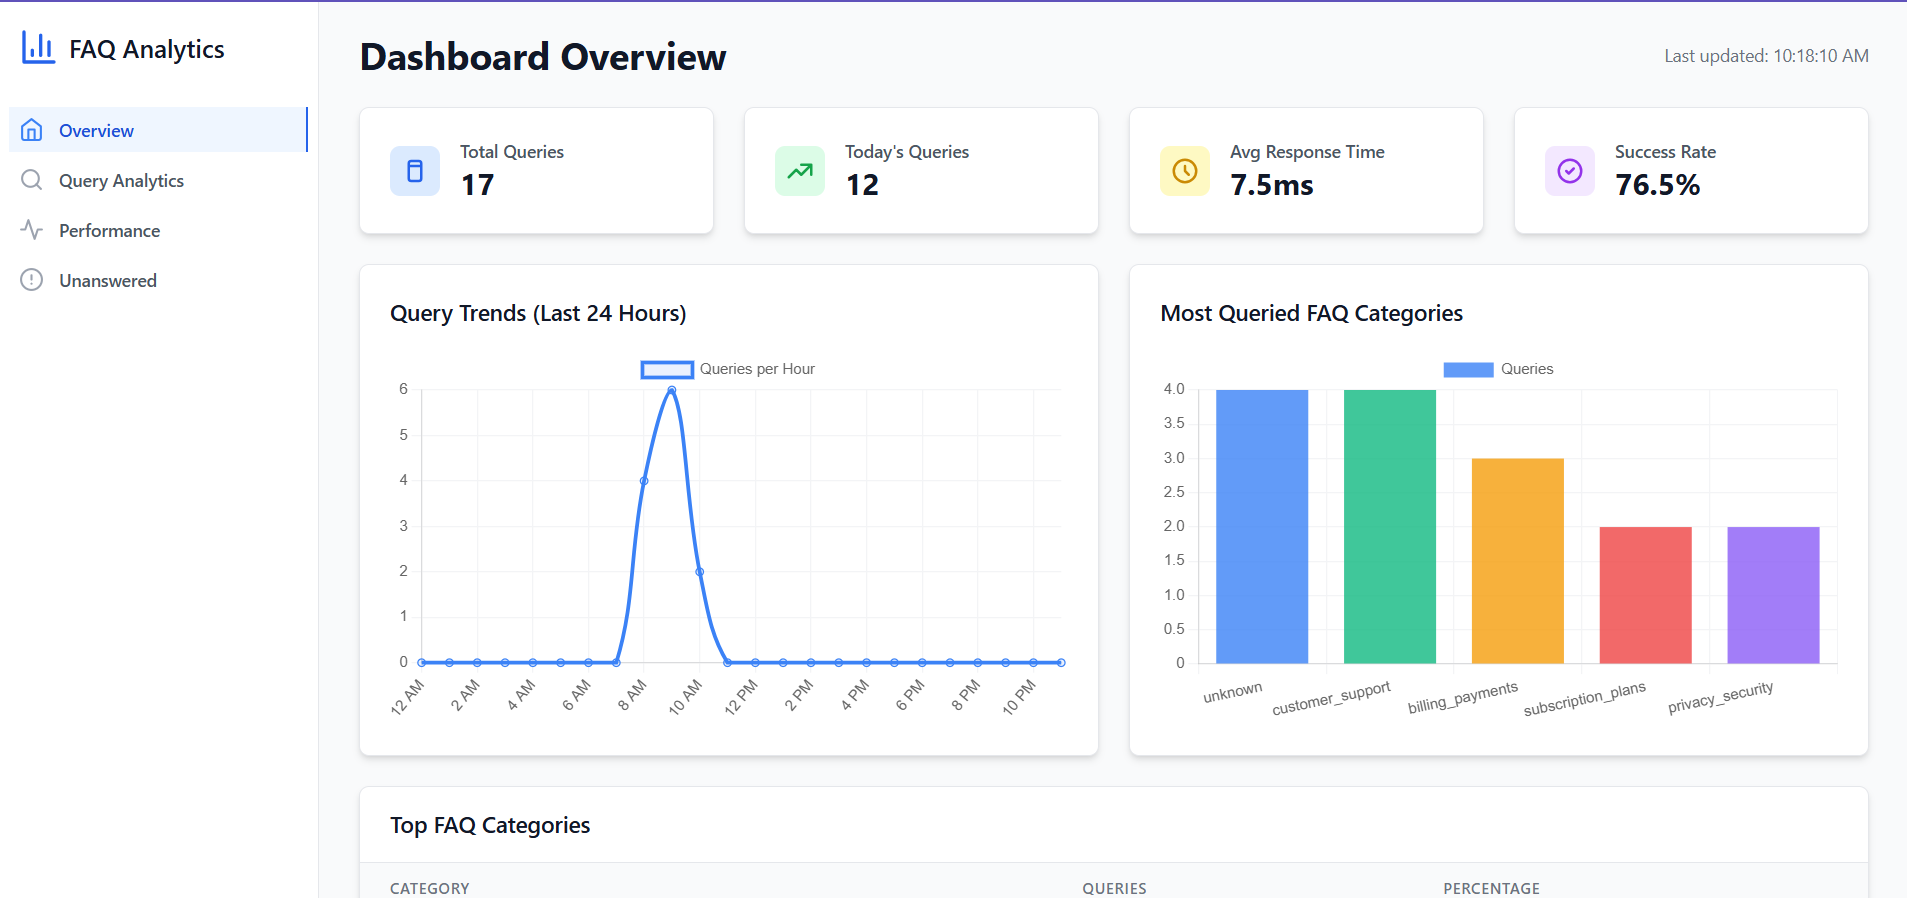 FAQ Analytics
Overview
Query Analytics
Performance
Unanswered
Dashboard Overview
Last updated: 10:18:10 AM
Total Queries
17
Today's Queries
12
Avg Response Time
7.5ms
Success Rate
76.5%
Query Trends (Last 24 Hours)
Queries per Hour
6
5
4
3
2
1
0
12 AM
2 AM
4 AM
6 AM
8 AM
10 AM
12 PM
2 PM
4 PM
6 PM
8 PM
10 PM
Most Queried FAQ Categories
Queries
4.0
3.5
3.0
2.5
2.0
1.5
1.0
0.5
0
unknown
customer_support
billing_payments
subscription_plans
privacy_security
Top FAQ Categories
CATEGORY QUERIES PERCENTAGE